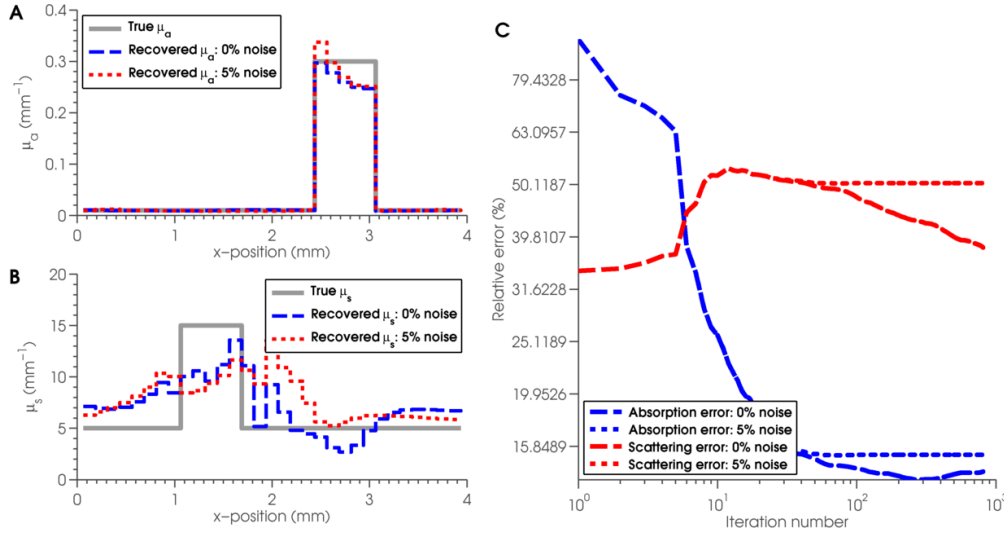 A
0.4
0.3
0.2
0.1
0
μa (mm⁻¹)
True μa
Recovered μa: 0% noise
Recovered μa: 5% noise
0
1
2
3
4
x-position (mm)
B
20
15
10
5
0
μs (mm⁻¹)
True μs
Recovered μs: 0% noise
Recovered μs: 5% noise
0
1
2
3
4
x-position (mm)
C
79.4328
63.0957
50.1187
39.8107
31.6228
25.1189
19.9526
15.8489
Relative error (%)
Absorption error: 0% noise
Absorption error: 5% noise
Scattering error: 0% noise
Scattering error: 5% noise
10⁰
10¹
10²
10³
Iteration number